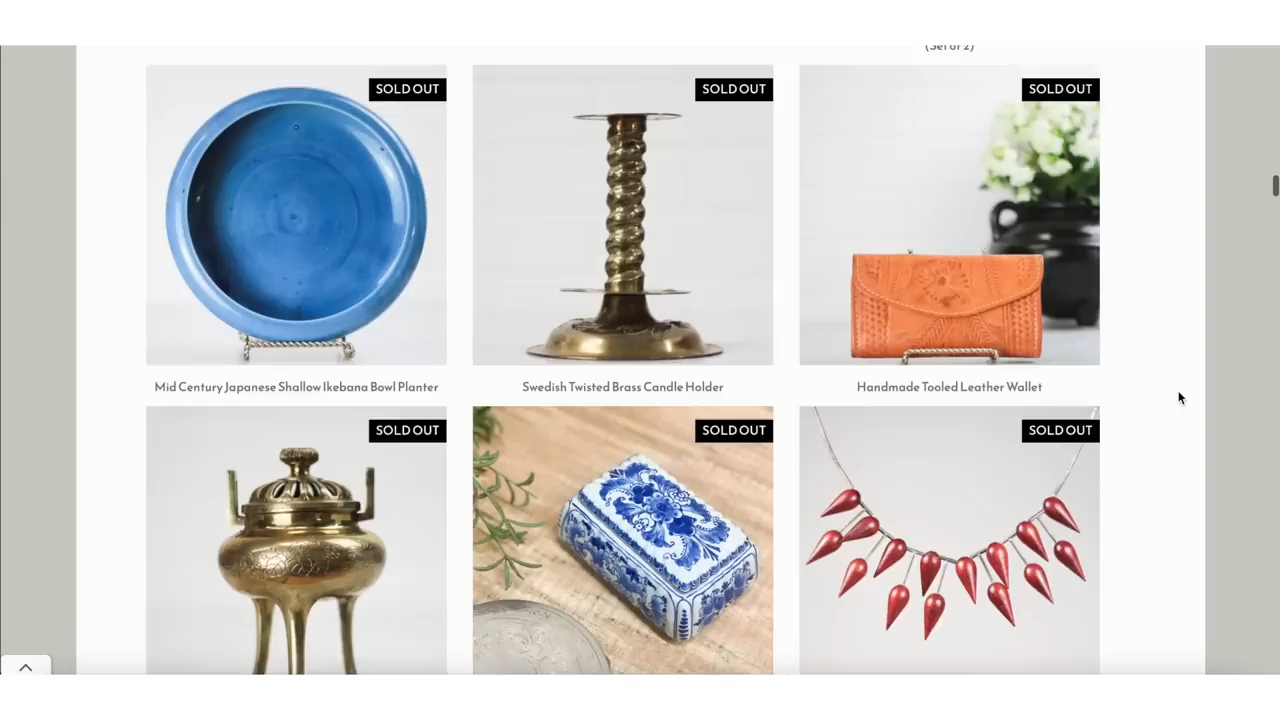 (Set of 2)
SOLD OUT
SOLD OUT
SOLD OUT
Mid Century Japanese Shallow Ikebana Bowl Planter
Swedish Twisted Brass Candle Holder
Handmade Tooled Leather Wallet
SOLD OUT
SOLD OUT
SOLD OUT